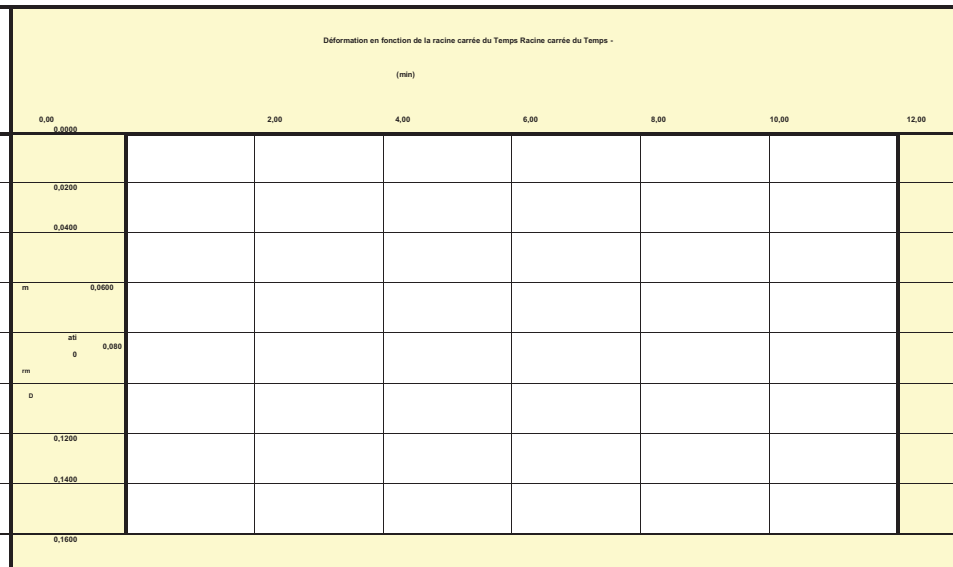 Déformation en fonction de la racine carrée du Temps Racine carrée du Temps -
(min)
0,00 2,00 4,00 6,00 8,00 10,00 12,00
0,0000
0,0200
0,0400
m 0,0600
ati
0,080
0
rm
D
0,1200
0,1400
0,1600